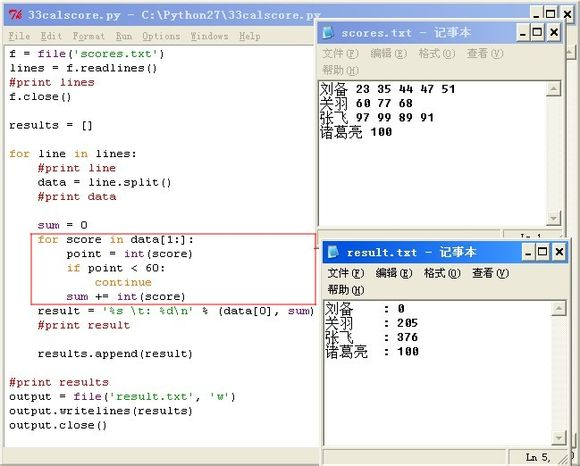 33calscore.py - C:\Python27\33calscore.py
File Edit Format Run Options Windows Help
f = file('scores.txt')
lines = f.readlines()
#print lines
f.close()
results = []
for line in lines:
#print line
data = line.split()
#print data
sum = 0
for score in data[1:]:
point = int(score)
if point < 60:
continue
sum += int(score)
result = '%s \t: %d\n' % (data[0], sum)
#print result
results.append(result)
#print results
output = file('result.txt', 'w')
output.writelines(results)
output.close()
scores.txt - 记事本
文件(F) 编辑(E) 格式(O) 查看(V)
帮助(H)
刘备 23 35 44 47 51
关羽 60 77 68
张飞 97 99 89 91
诸葛亮 100
result.txt - 记事本
文件(F) 编辑(E) 格式(O) 查看(V)
帮助(H)
刘备 : 0
关羽 : 205
张飞 : 376
诸葛亮 : 100
Ln 5,